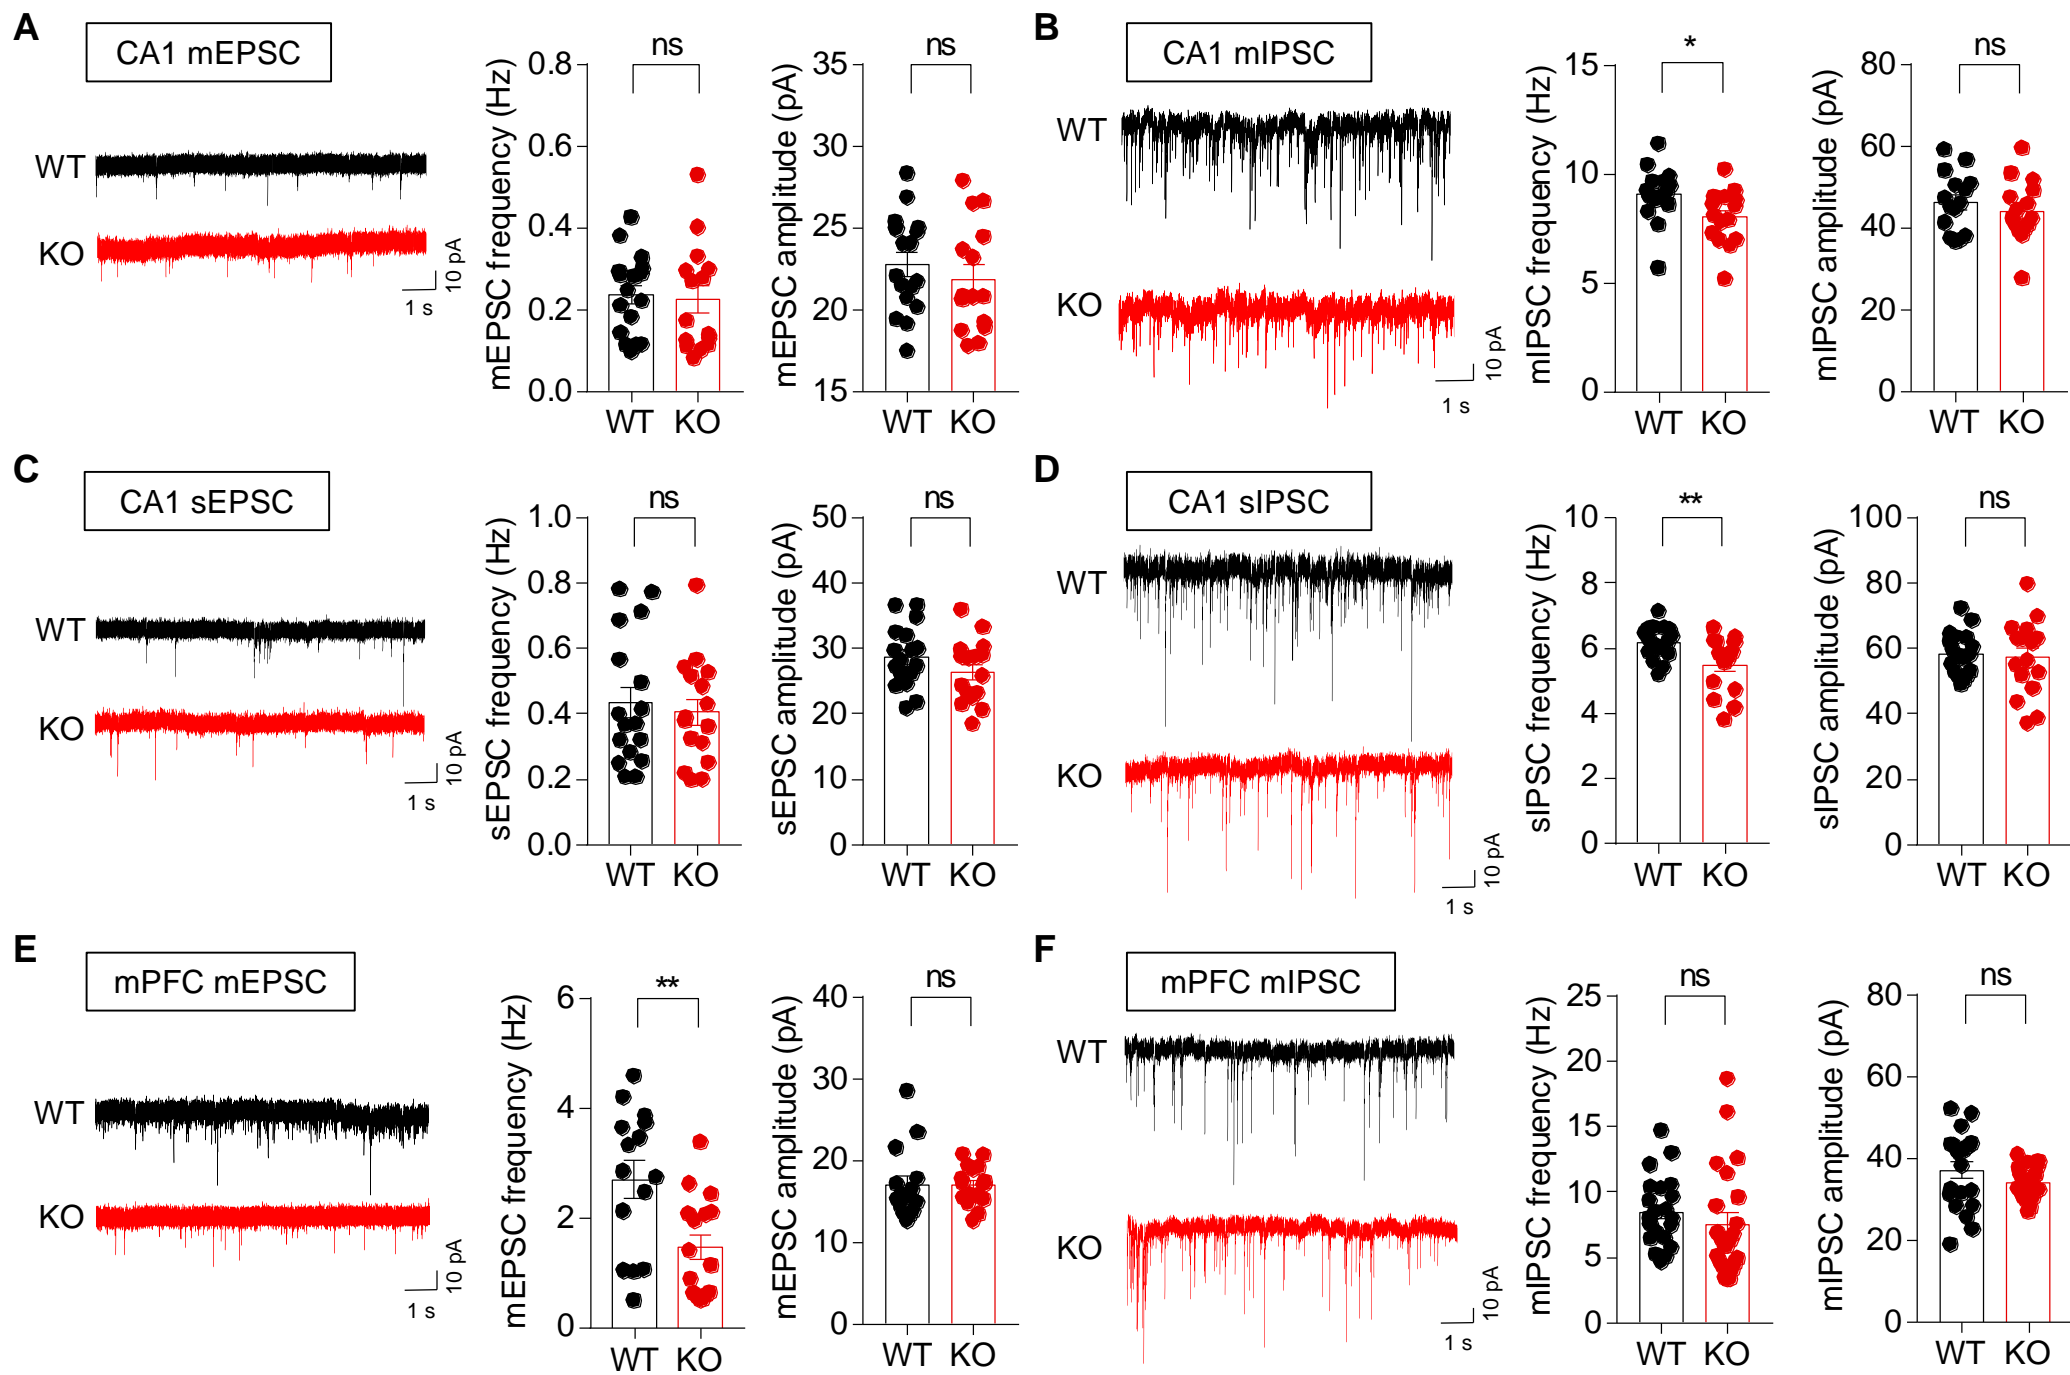 A
CA1 mEPSC
WT
KO
10 pA
1 s
mEPSC frequency (Hz)
0.8
0.6
0.4
0.2
0.0
ns
WT KO
mEPSC amplitude (pA)
35
30
25
20
15
ns
WT KO
B
CA1 mIPSC
WT
KO
10 pA
1 s
mIPSC frequency (Hz)
15
10
5
0
*
WT KO
mIPSC amplitude (pA)
80
60
40
20
0
ns
WT KO
C
CA1 sEPSC
WT
KO
10 pA
1 s
sEPSC frequency (Hz)
1.0
0.8
0.6
0.4
0.2
0.0
ns
WT KO
sEPSC amplitude (pA)
50
40
30
20
10
0
ns
WT KO
D
CA1 sIPSC
WT
KO
10 pA
1 s
sIPSC frequency (Hz)
10
8
6
4
2
0
**
WT KO
sIPSC amplitude (pA)
100
80
60
40
20
0
ns
WT KO
E
mPFC mEPSC
WT
KO
10 pA
1 s
mEPSC frequency (Hz)
6
4
2
0
**
WT KO
mEPSC amplitude (pA)
40
30
20
10
0
ns
WT KO
F
mPFC mIPSC
WT
KO
10 pA
1 s
mIPSC frequency (Hz)
25
20
15
10
5
0
ns
WT KO
mIPSC amplitude (pA)
80
60
40
20
0
ns
WT KO